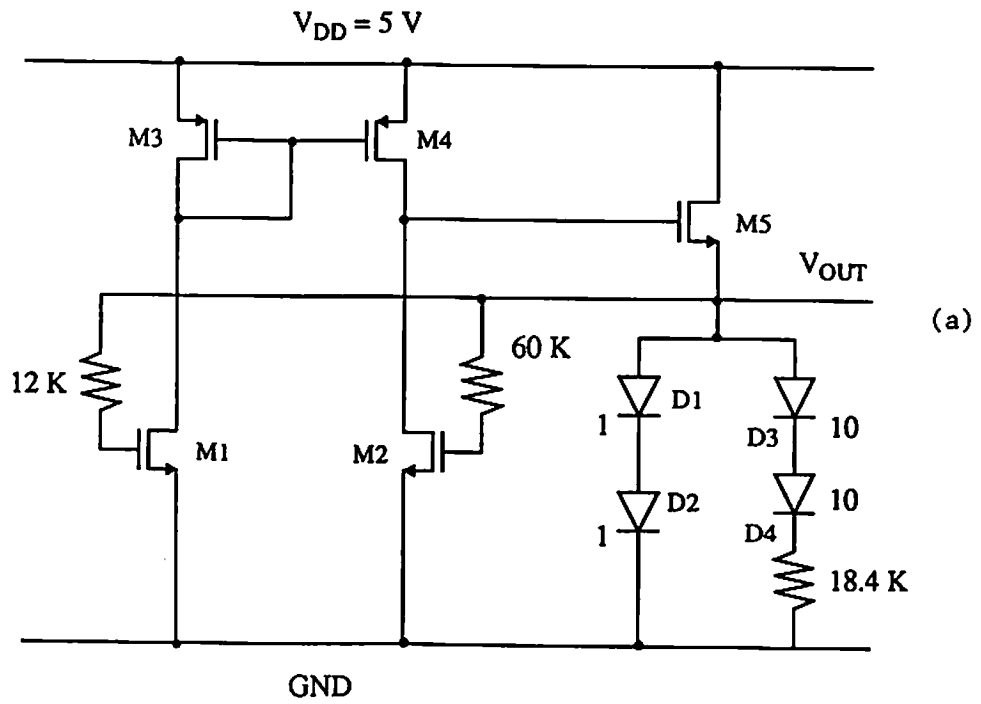 V_DD = 5 V
M3
M4
M5
V_OUT
(a)
12 K
60 K
M1
M2
1
D1
D3
10
1
D2
D4
10
18.4 K
GND